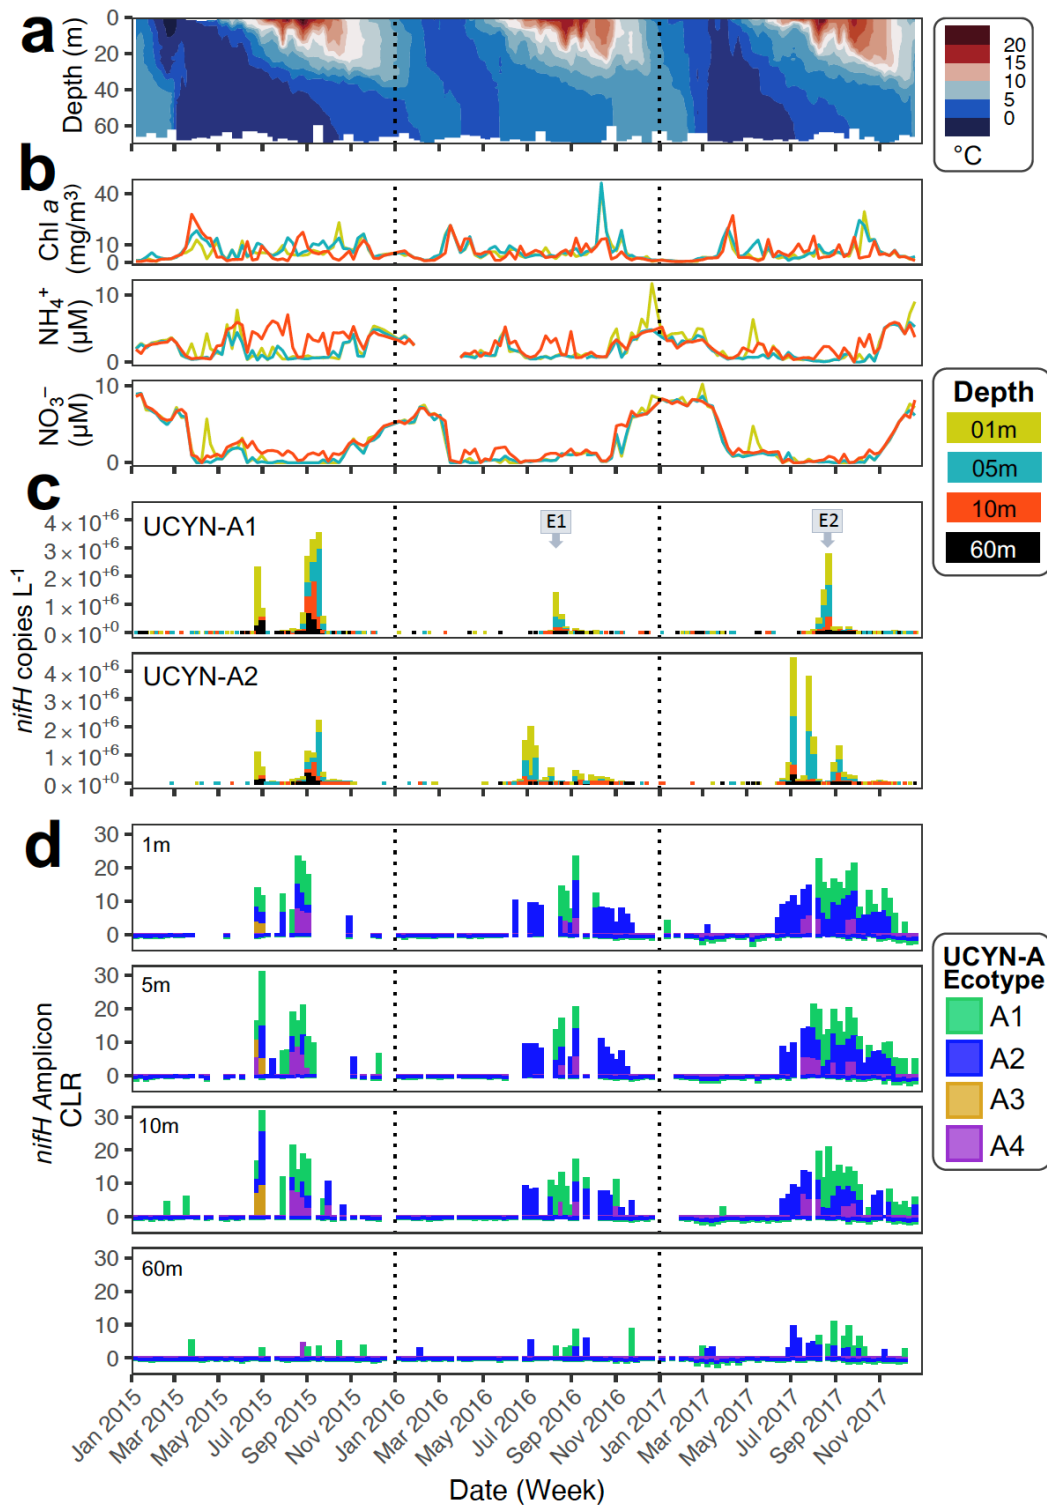 a
Depth (m)
0
20
40
60
20
15
10
5
0
°C
b
Chl a
(mg/m³)
40
10
0
NH₄⁺
(µM)
10
0
NO₃⁻
(µM)
10
0
Depth
01m
05m
10m
60m
c
nifH copies L⁻¹
UCYN-A1
E1
E2
4 × 10⁺⁶
3 × 10⁺⁶
2 × 10⁺⁶
1 × 10⁺⁶
0 × 10⁺⁰
UCYN-A2
4 × 10⁺⁶
3 × 10⁺⁶
2 × 10⁺⁶
1 × 10⁺⁶
0 × 10⁺⁰
d
nifH Amplicon
CLR
1m
30
20
10
0
5m
30
20
10
0
10m
30
20
10
0
60m
30
20
10
0
UCYN-A
Ecotype
A1
A2
A3
A4
Jan 2015
Mar 2015
May 2015
Jul 2015
Sep 2015
Nov 2015
Jan 2016
Mar 2016
May 2016
Jul 2016
Sep 2016
Nov 2016
Jan 2017
Mar 2017
May 2017
Jul 2017
Sep 2017
Nov 2017
Date (Week)